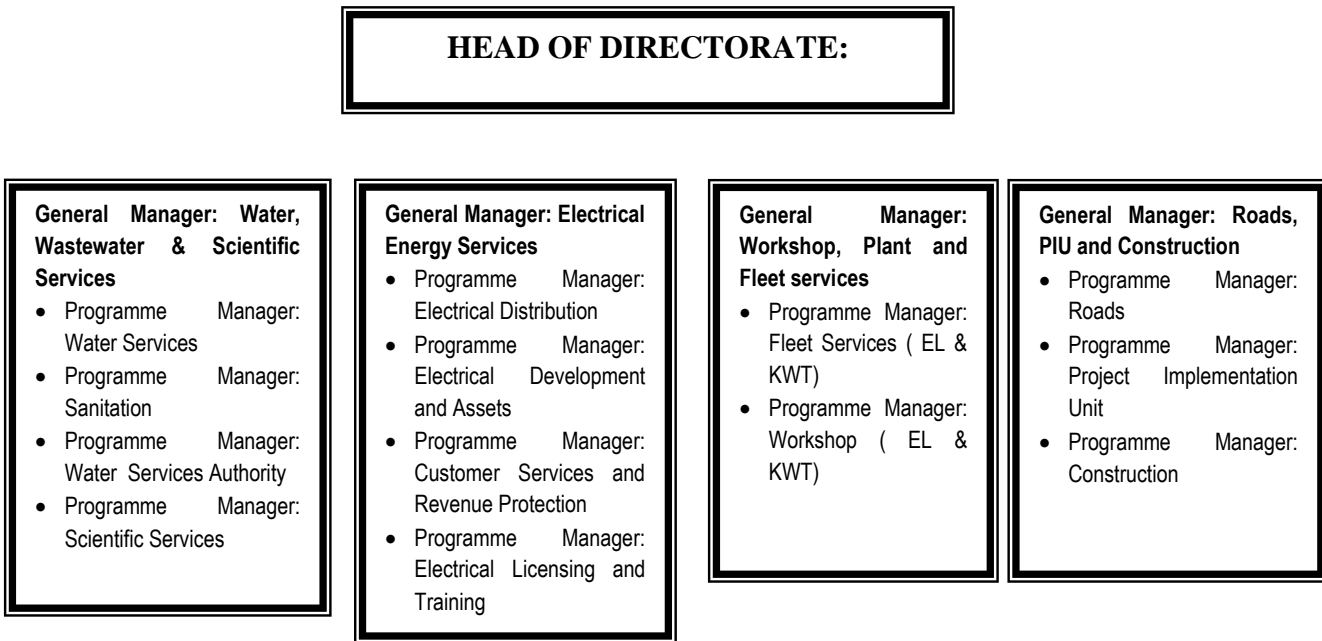 HEAD OF DIRECTORATE:
General Manager: Water,
Wastewater & Scientific
Services
• Programme Manager:
Water Services
• Programme Manager:
Sanitation
• Programme Manager:
Water Services Authority
• Programme Manager:
Scientific Services
General Manager: Electrical
Energy Services
• Programme Manager:
Electrical Distribution
• Programme Manager:
Electrical Development
and Assets
• Programme Manager:
Customer Services and
Revenue Protection
• Programme Manager:
Electrical Licensing and
Training
General Manager:
Workshop, Plant and
Fleet services
• Programme Manager:
Fleet Services ( EL &
KWT)
• Programme Manager:
Workshop ( EL &
KWT)
General Manager: Roads,
PIU and Construction
• Programme Manager:
Roads
• Programme Manager:
Project Implementation
Unit
• Programme Manager:
Construction